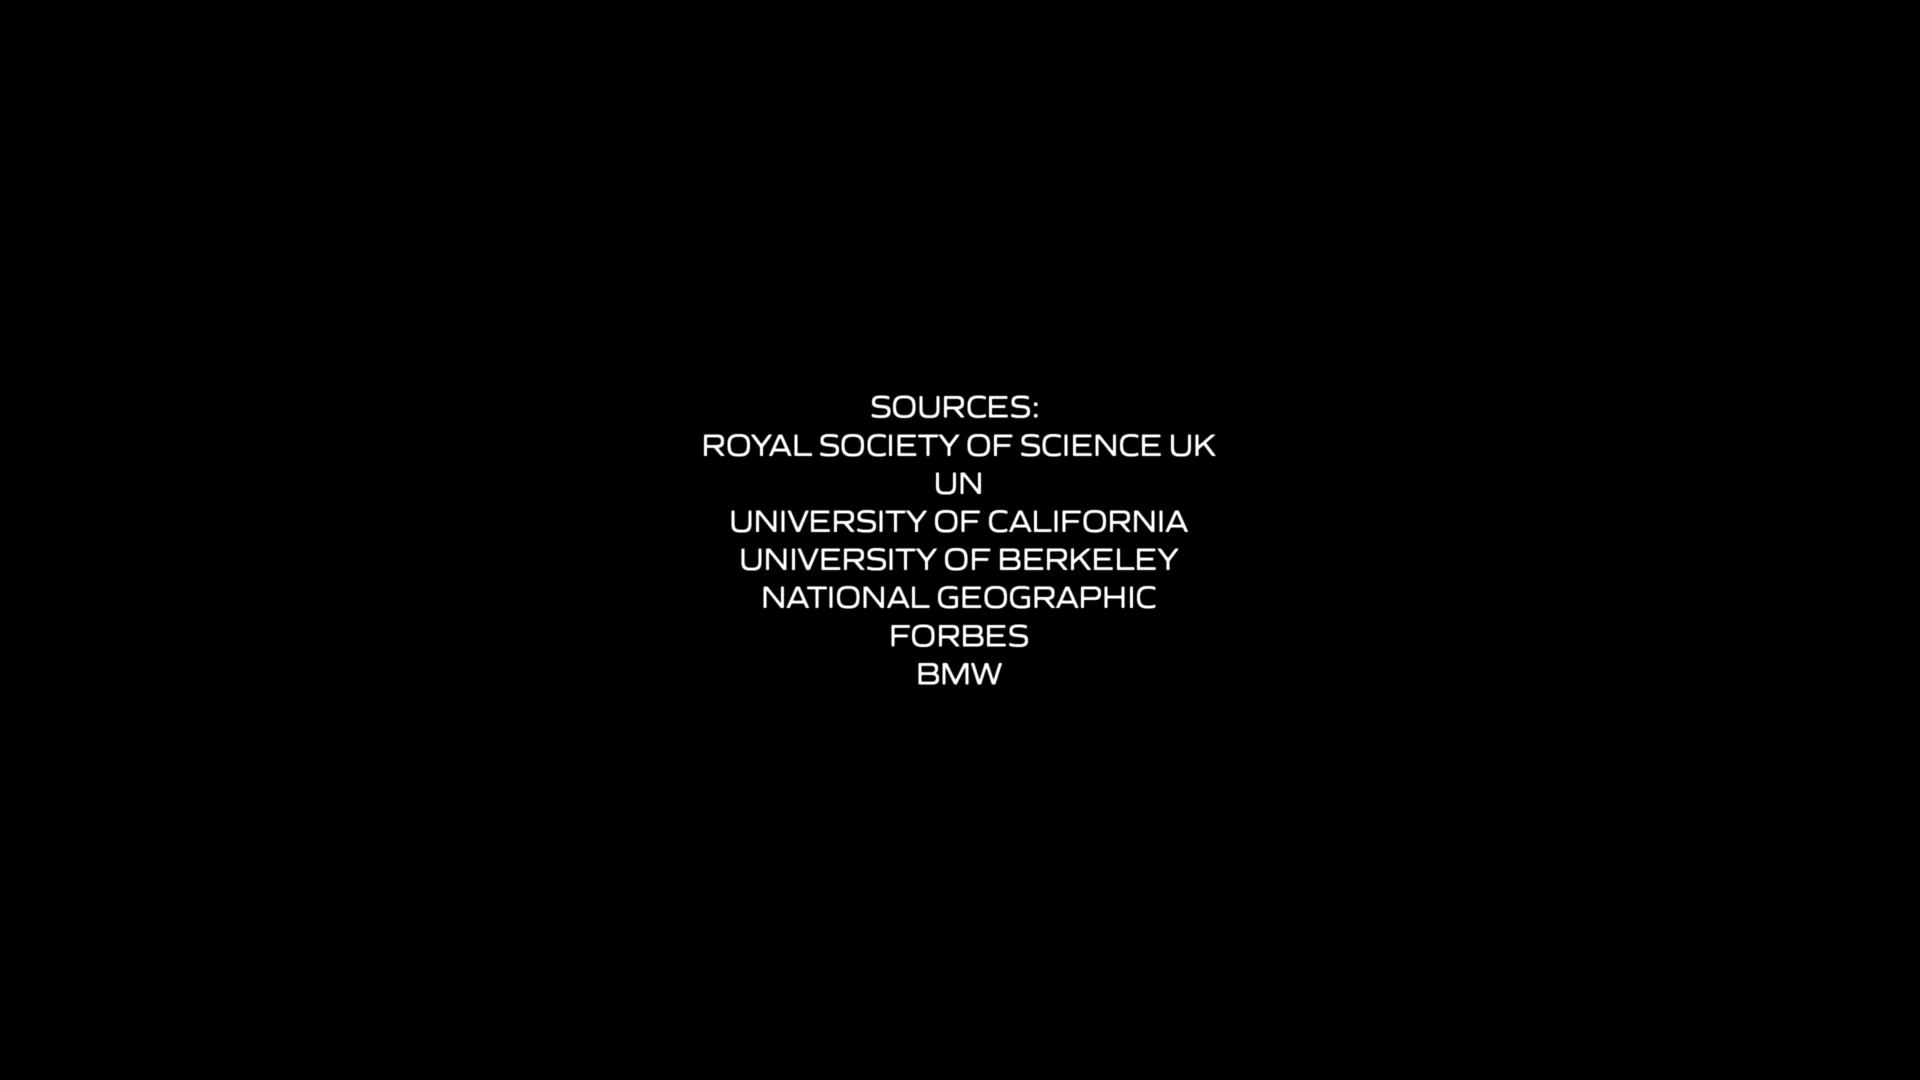 SOURCES:
ROYAL SOCIETY OF SCIENCE UK
UN
UNIVERSITY OF CALIFORNIA
UNIVERSITY OF BERKELEY
NATIONAL GEOGRAPHIC
FORBES
BMW